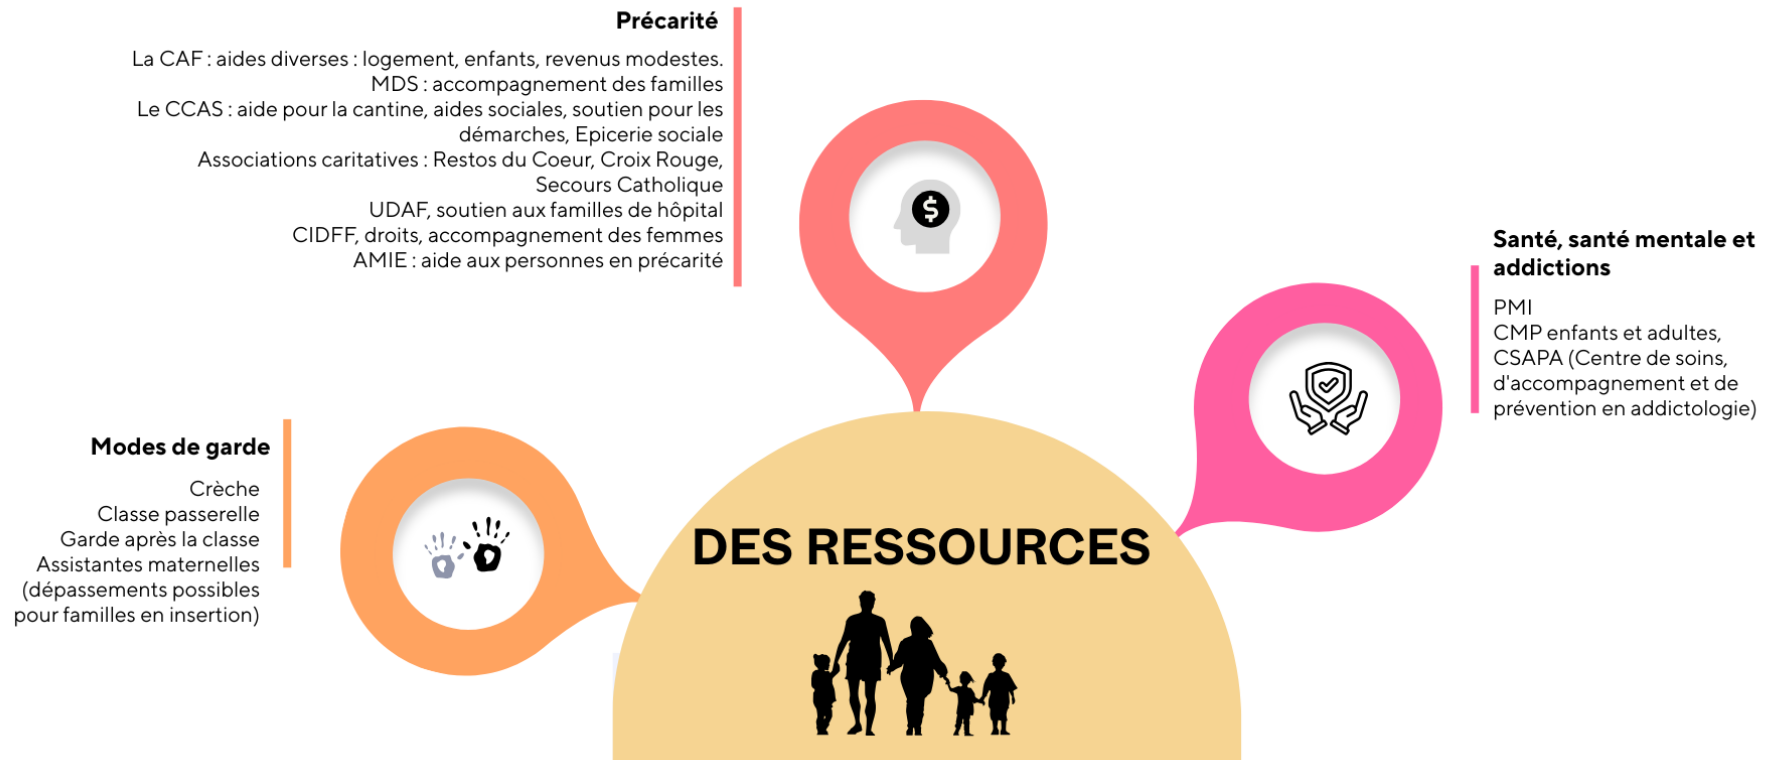 Précarité
La CAF : aides diverses : logement, enfants, revenus modestes.
MDS : accompagnement des familles
Le CCAS : aide pour la cantine, aides sociales, soutien pour les
démarches, Epicerie sociale
Associations caritatives : Restos du Coeur, Croix Rouge,
Secours Catholique
UDAF, soutien aux familles de hôpital
CIDFF, droits, accompagnement des femmes
AMIE : aide aux personnes en précarité
$
Santé, santé mentale et
addictions
PMI
CMP enfants et adultes,
CSAPA (Centre de soins,
d'accompagnement et de
prévention en addictologie)
Modes de garde
Crèche
Classe passerelle
Garde après la classe
Assistantes maternelles
(dépassements possibles
pour familles en insertion)
DES RESSOURCES